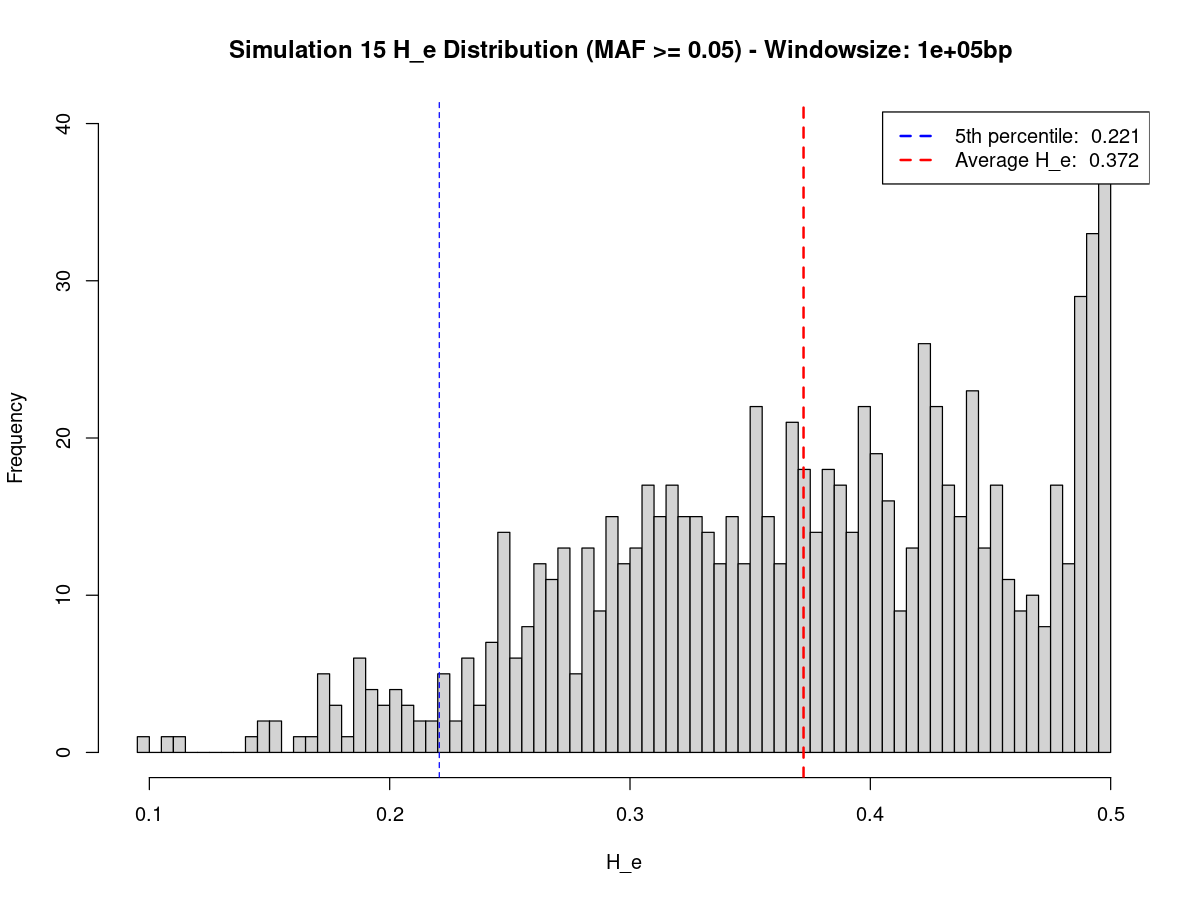 Simulation 15 H_e Distribution (MAF >= 0.05) - Windowsize: 1e+05bp
5th percentile: 0.221
Average H_e: 0.372
Frequency
40
30
20
10
0
0.1 0.2 0.3 0.4 0.5
H_e